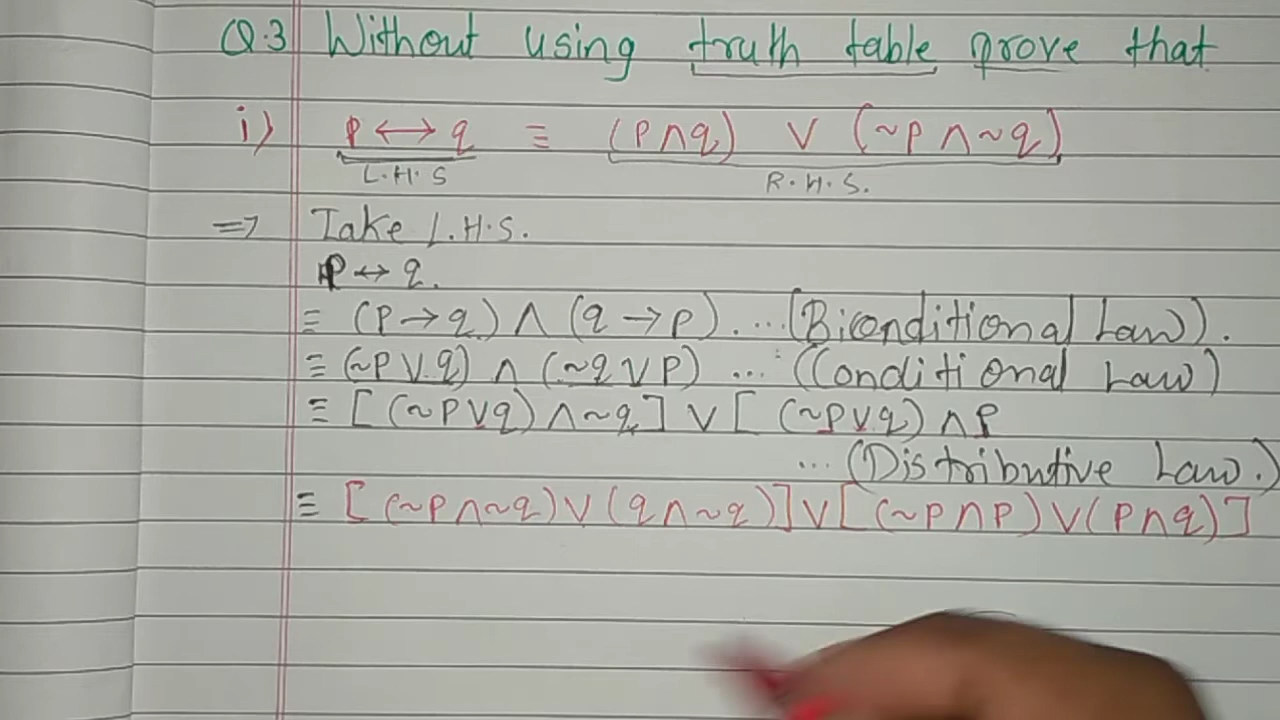 Q.3 Without using truth table prove that
i) p ↔ q ≡ (p ∧ q) ∨ (~p ∧ ~q)
L.H.S R.H.S.
⇒ Take L.H.S.
p ↔ q.
≡ (p → q) ∧ (q → p). ...(Biconditional Law).
≡ (~p ∨ q) ∧ (~q ∨ p) ... (Conditional Law)
≡ [(~p ∨ q) ∧ ~q] ∨ [(~p ∨ q) ∧ p
... (Distributive Law.)
≡ [(~p ∧ ~q) ∨ (q ∧ ~q)] ∨ [(~p ∧ p) ∨ (p ∧ q)]